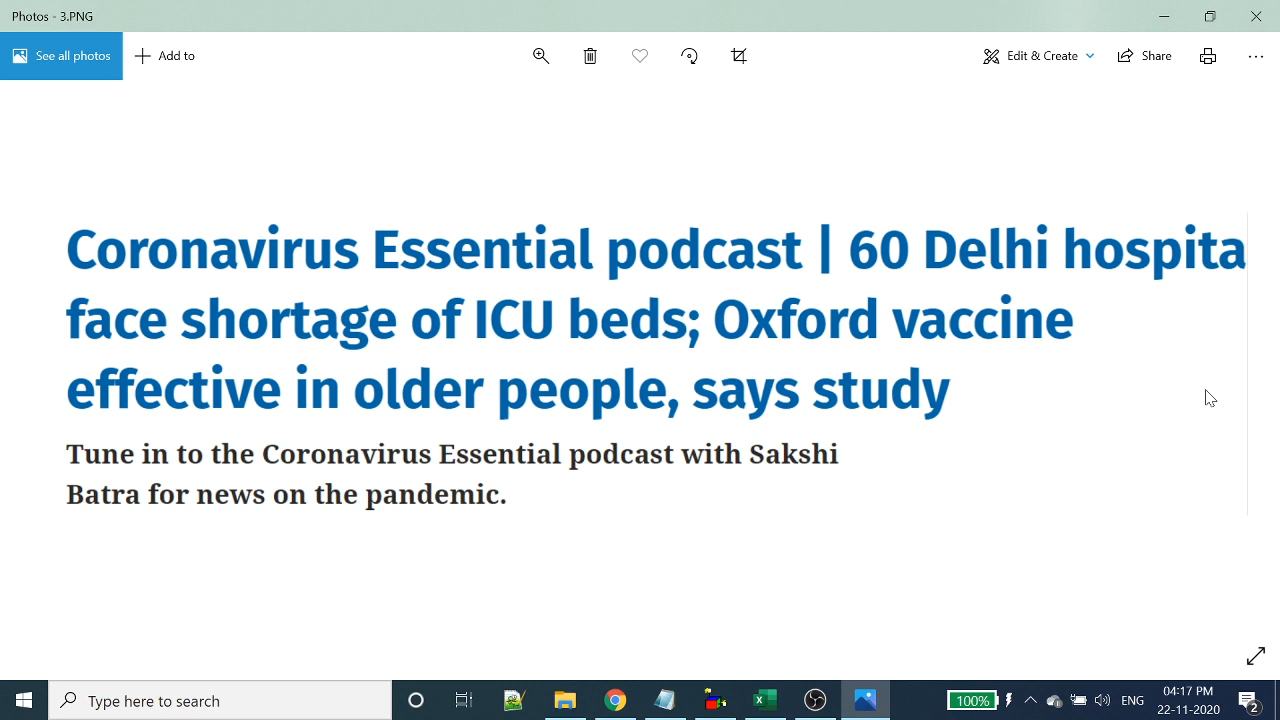 Photos - 3.PNG
See all photos
Add to
Edit & Create
Share
Coronavirus Essential podcast | 60 Delhi hospita
face shortage of ICU beds; Oxford vaccine
effective in older people, says study
Tune in to the Coronavirus Essential podcast with Sakshi
Batra for news on the pandemic.
Type here to search
100%
ENG
04:17 PM
22-11-2020
2